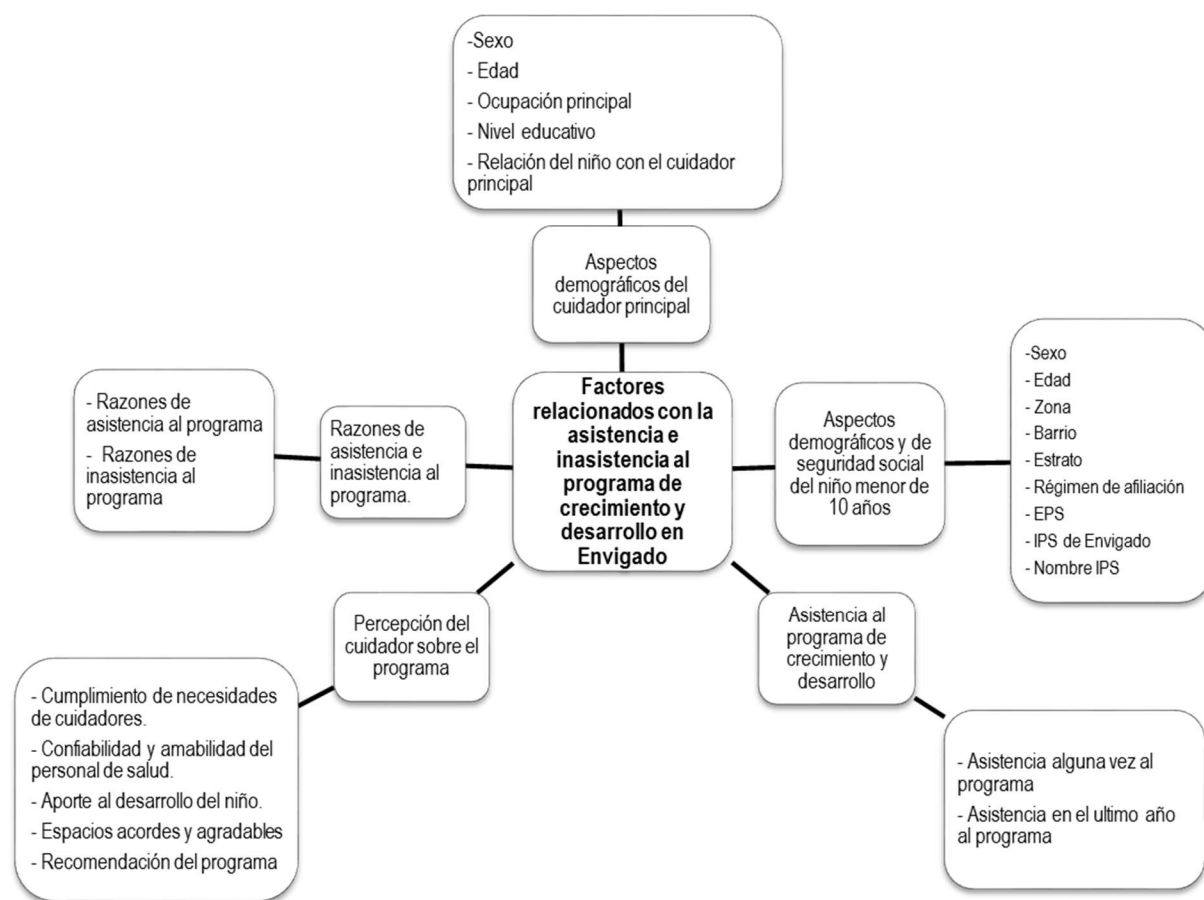 -Sexo
- Edad
- Ocupación principal
- Nivel educativo
- Relación del niño con el cuidador
principal
Aspectos
demográficos del
cuidador principal
Factores
relacionados con la
asistencia e
inasistencia al
programa de
crecimiento y
desarrollo en
Envigado
- Razones de
asistencia al programa
- Razones de
inasistencia al
programa
Razones de
asistencia e
inasistencia al
programa.
Aspectos
demográficos y de
seguridad social
del niño menor de
10 años
-Sexo
- Edad
- Zona
- Barrio
- Estrato
- Régimen de afiliación
- EPS
- IPS de Envigado
- Nombre IPS
Percepción del
cuidador sobre el
programa
- Cumplimiento de necesidades
de cuidadores.
- Confiabilidad y amabilidad del
personal de salud.
- Aporte al desarrollo del niño.
- Espacios acordes y agradables
- Recomendación del programa
Asistencia al
programa de
crecimiento y
desarrollo
- Asistencia alguna vez al
programa
- Asistencia en el ultimo año
al programa